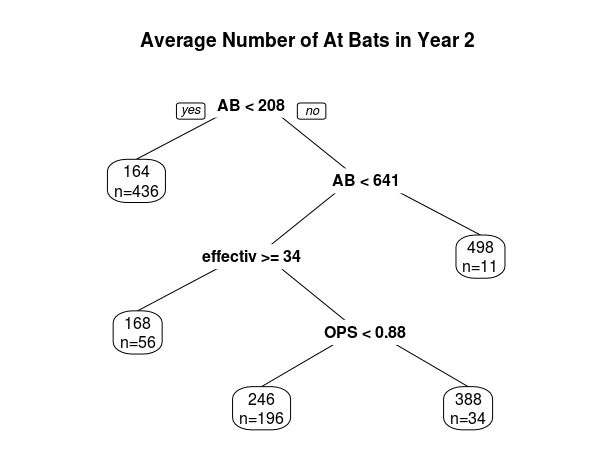 Average Number of At Bats in Year 2
yes
AB < 208
no
164
n=436
AB < 641
effectiv >= 34
498
n=11
168
n=56
OPS < 0.88
246
n=196
388
n=34